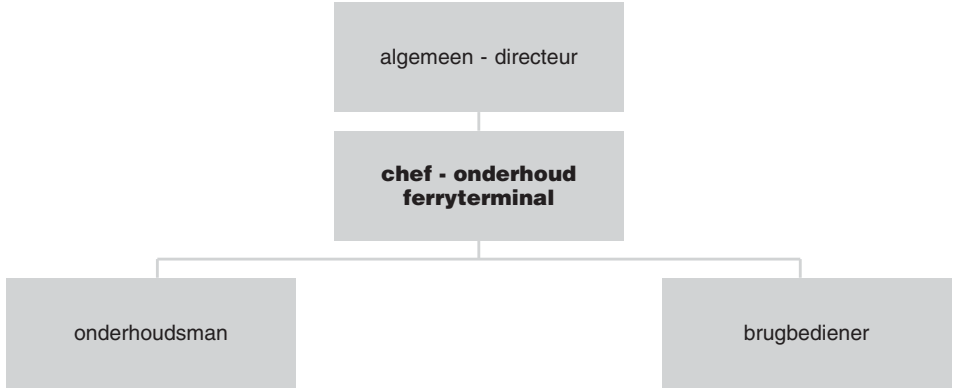 algemeen - directeur
chef - onderhoud
ferryterminal
onderhoudsman
brugbediener